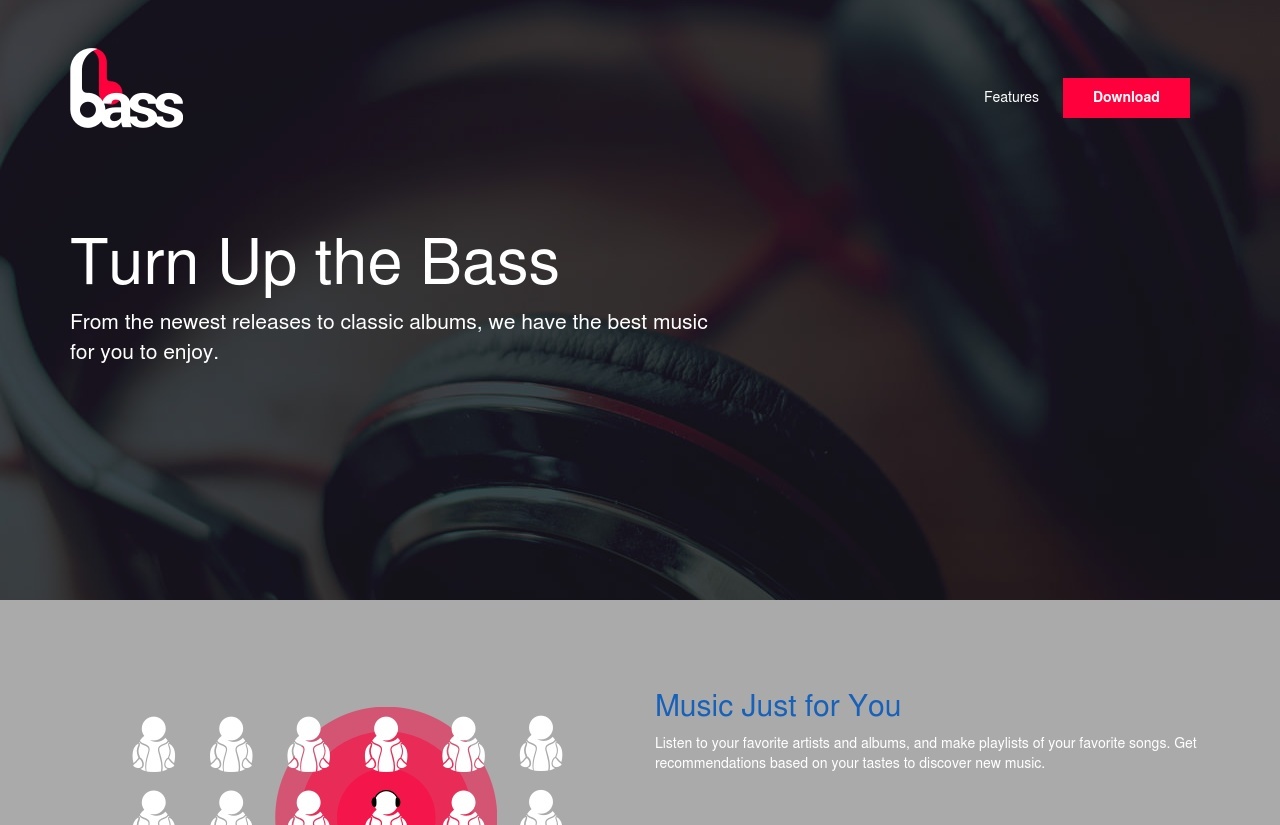 bass
Features
Download
Turn Up the Bass
From the newest releases to classic albums, we have the best music
for you to enjoy.
Music Just for You
Listen to your favorite artists and albums, and make playlists of your favorite songs. Get
recommendations based on your tastes to discover new music.